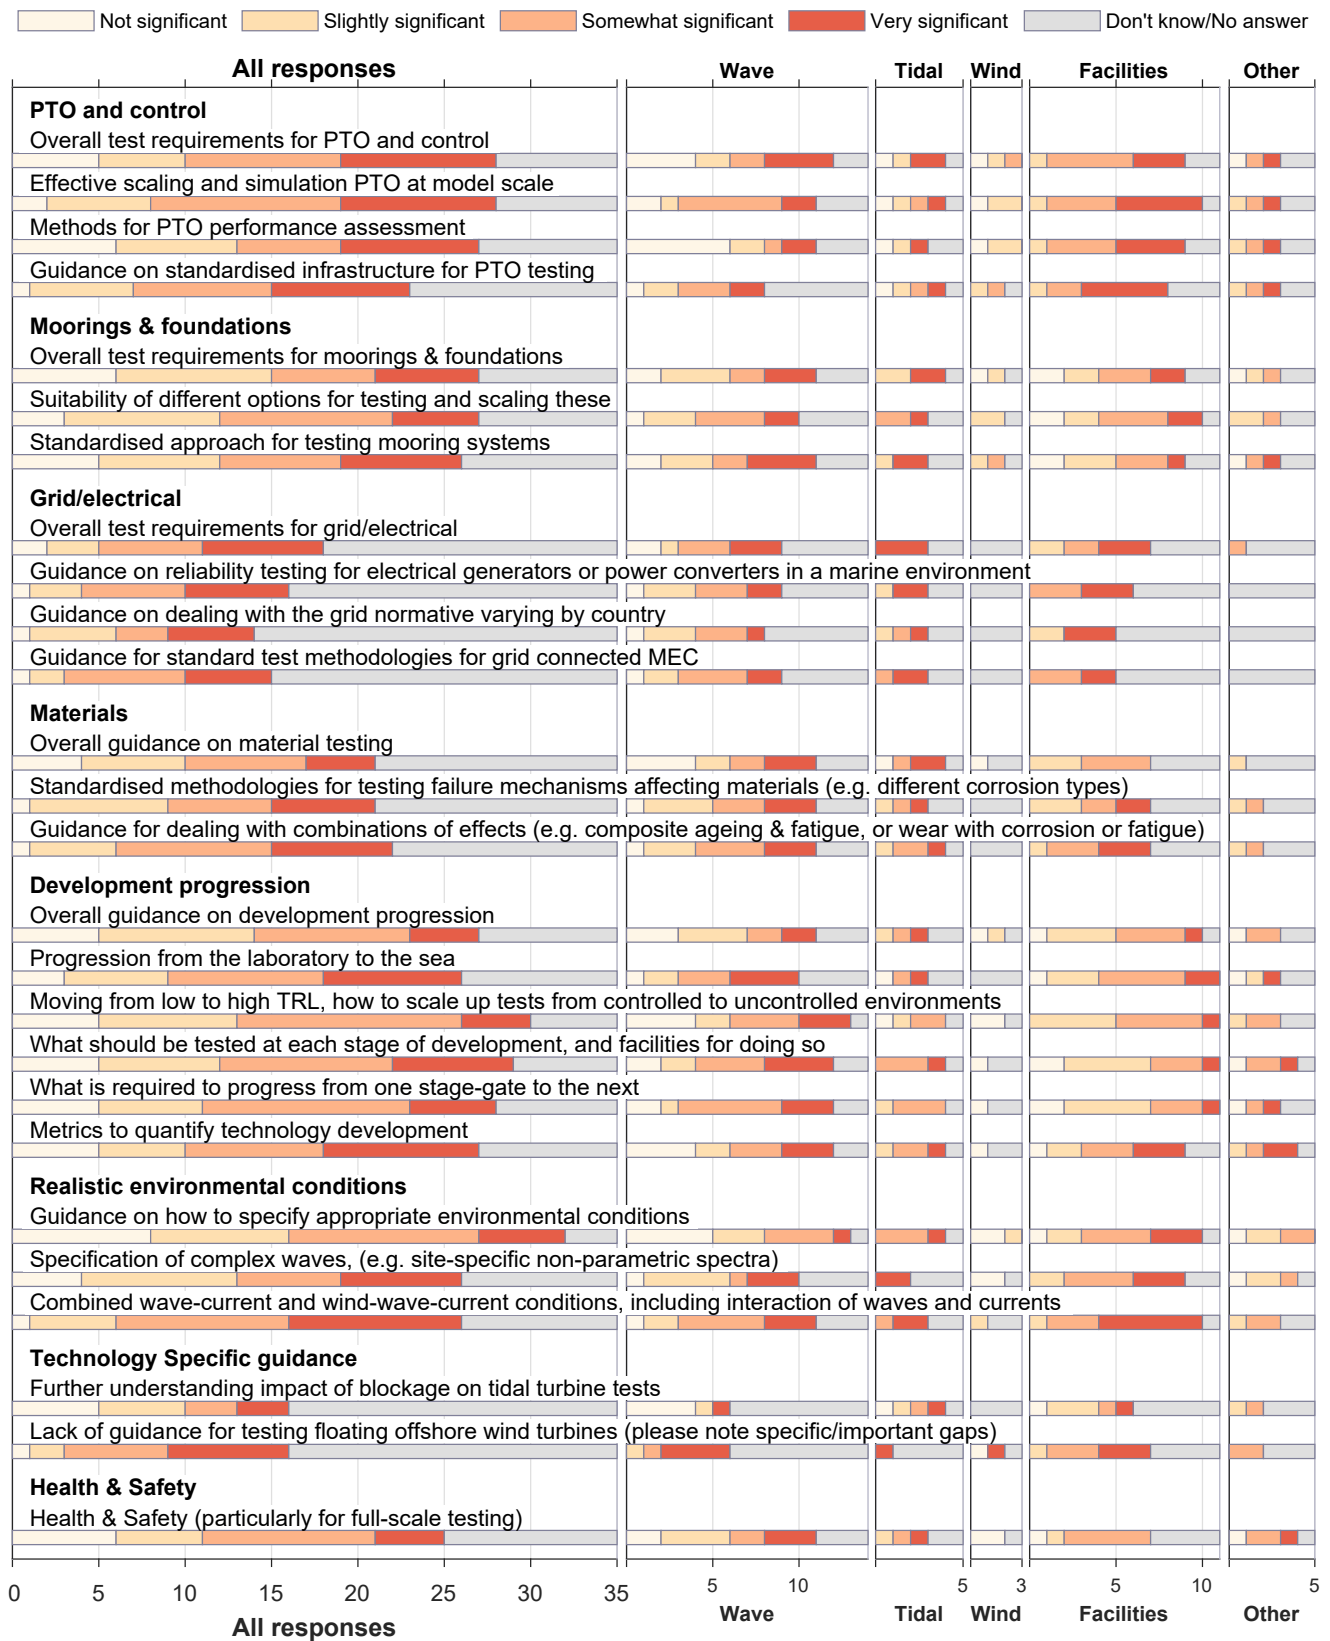 Not significant Slightly significant Somewhat significant Very significant Don't know/No answer
All responses Wave Tidal Wind Facilities Other
PTO and control
Overall test requirements for PTO and control
Effective scaling and simulation PTO at model scale
Methods for PTO performance assessment
Guidance on standardised infrastructure for PTO testing
Moorings & foundations
Overall test requirements for moorings & foundations
Suitability of different options for testing and scaling these
Standardised approach for testing mooring systems
Grid/electrical
Overall test requirements for grid/electrical
Guidance on reliability testing for electrical generators or power converters in a marine environment
Guidance on dealing with the grid normative varying by country
Guidance for standard test methodologies for grid connected MEC
Materials
Overall guidance on material testing
Standardised methodologies for testing failure mechanisms affecting materials (e.g. different corrosion types)
Guidance for dealing with combinations of effects (e.g. composite ageing & fatigue, or wear with corrosion or fatigue)
Development progression
Overall guidance on development progression
Progression from the laboratory to the sea
Moving from low to high TRL, how to scale up tests from controlled to uncontrolled environments
What should be tested at each stage of development, and facilities for doing so
What is required to progress from one stage-gate to the next
Metrics to quantify technology development
Realistic environmental conditions
Guidance on how to specify appropriate environmental conditions
Specification of complex waves, (e.g. site-specific non-parametric spectra)
Combined wave-current and wind-wave-current conditions, including interaction of waves and currents
Technology Specific guidance
Further understanding impact of blockage on tidal turbine tests
Lack of guidance for testing floating offshore wind turbines (please note specific/important gaps)
Health & Safety
Health & Safety (particularly for full-scale testing)
0 5 10 15 20 25 30 35 5 10 5 3 5 10 5
All responses Wave Tidal Wind Facilities Other